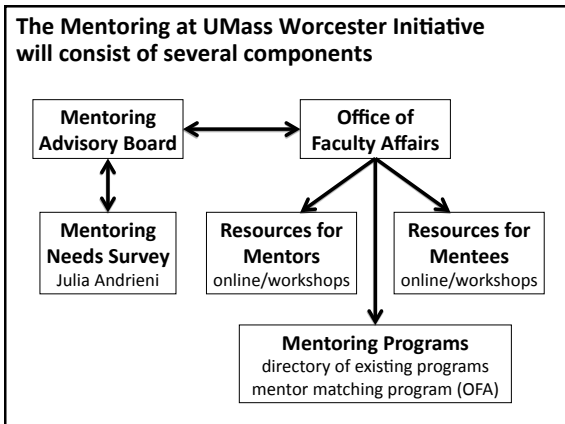 The Mentoring at UMass Worcester Initiative
will consist of several components
Mentoring
Advisory Board
Office of
Faculty Affairs
Mentoring
Needs Survey
Julia Andrieni
Resources for
Mentors
online/workshops
Resources for
Mentees
online/workshops
Mentoring Programs
directory of existing programs
mentor matching program (OFA)